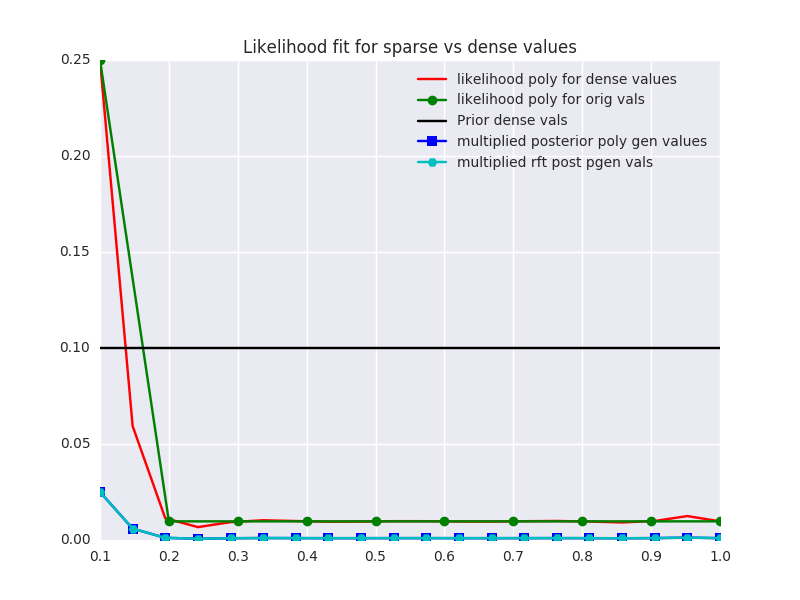 Likelihood fit for sparse vs dense values
0.25
0.20
0.15
0.10
0.05
0.00
likelihood poly for dense values
likelihood poly for orig vals
Prior dense vals
multiplied posterior poly gen values
multiplied rft post pgen vals
0.1 0.2 0.3 0.4 0.5 0.6 0.7 0.8 0.9 1.0